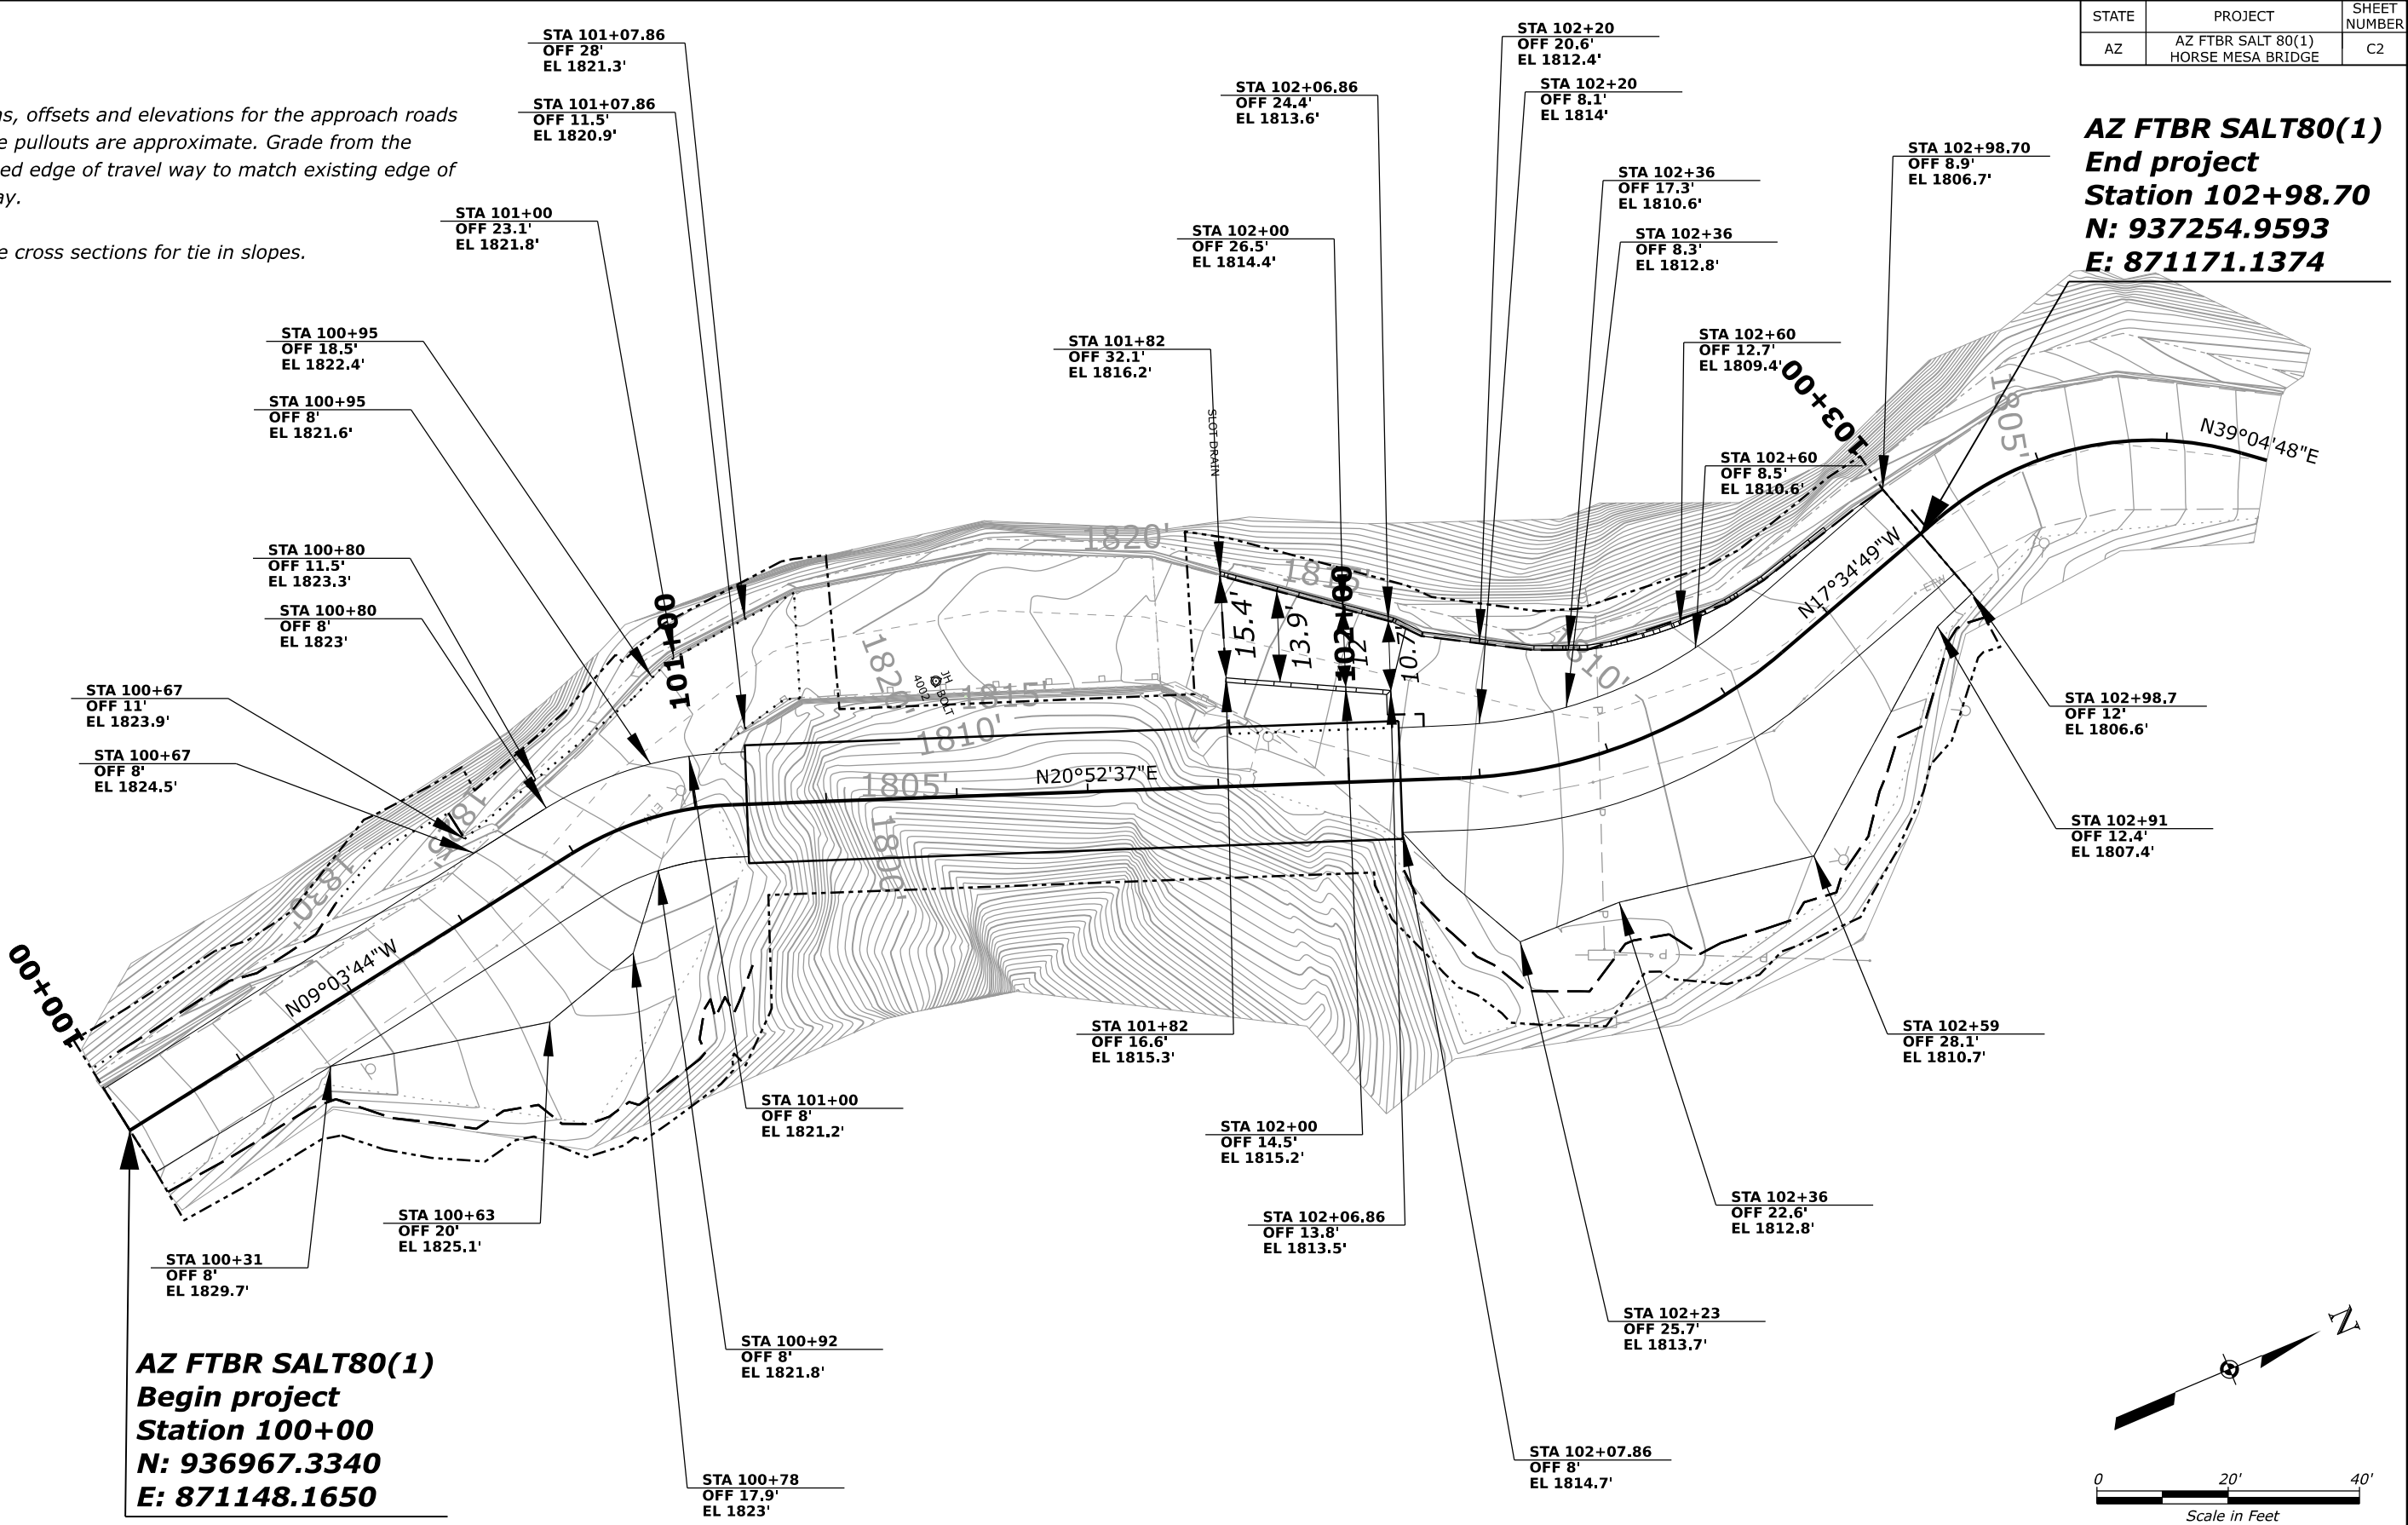 STATE PROJECT SHEET NUMBER
AZ AZ FTBR SALT 80(1) HORSE MESA BRIDGE C2
offsets and elevations for the approach roads
pullouts are approximate. Grade from the
edge of travel way to match existing edge of
cross sections for tie in slopes.
STA 101+07.86
OFF 28'
EL 1821.3'
STA 101+07.86
OFF 11.5'
EL 1820.9'
STA 101+00
OFF 23.1'
EL 1821.8'
STA 100+95
OFF 18.5'
EL 1822.4'
STA 100+95
OFF 8'
EL 1821.6'
STA 100+80
OFF 11.5'
EL 1823.3'
STA 100+80
OFF 8'
EL 1823'
STA 100+67
OFF 11'
EL 1823.9'
STA 100+67
OFF 8'
EL 1824.5'
STA 102+20
OFF 20.6'
EL 1812.4'
STA 102+20
OFF 8.1'
EL 1814'
STA 102+06.86
OFF 24.4'
EL 1813.6'
STA 102+00
OFF 26.5'
EL 1814.4'
STA 101+82
OFF 32.1'
EL 1816.2'
STA 102+36
OFF 17.3'
EL 1810.6'
STA 102+36
OFF 8.3'
EL 1812.8'
STA 102+60
OFF 12.7'
EL 1809.4'
STA 102+60
OFF 8.5'
EL 1810.6'
STA 102+98.70
OFF 8.9'
EL 1806.7'
AZ FTBR SALT80(1)
End project
Station 102+98.70
N: 937254.9593
E: 871171.1374
103+00
1805'
N39°04'48"E
N17°34'49"W
ETW
SLOT DRAIN
1820'
1815'
102+00
15.4'
13.9'
12'
10.7'
1810'
101+00
1820'
JH
BOLT
4002
1815'
1810'
1805'
1800'
N20°52'37"E
1825'
1830'
N09°03'44"W
100+00
STA 102+98.7
OFF 12'
EL 1806.6'
STA 102+91
OFF 12.4'
EL 1807.4'
STA 102+59
OFF 28.1'
EL 1810.7'
STA 101+82
OFF 16.6'
EL 1815.3'
STA 101+00
OFF 8'
EL 1821.2'
STA 102+00
OFF 14.5'
EL 1815.2'
STA 102+06.86
OFF 13.8'
EL 1813.5'
STA 102+36
OFF 22.6'
EL 1812.8'
STA 102+23
OFF 25.7'
EL 1813.7'
STA 102+07.86
OFF 8'
EL 1814.7'
STA 100+63
OFF 20'
EL 1825.1'
STA 100+31
OFF 8'
EL 1829.7'
STA 100+92
OFF 8'
EL 1821.8'
STA 100+78
OFF 17.9'
EL 1823'
AZ FTBR SALT80(1)
Begin project
Station 100+00
N: 936967.3340
E: 871148.1650
N
0 20' 40'
Scale in Feet